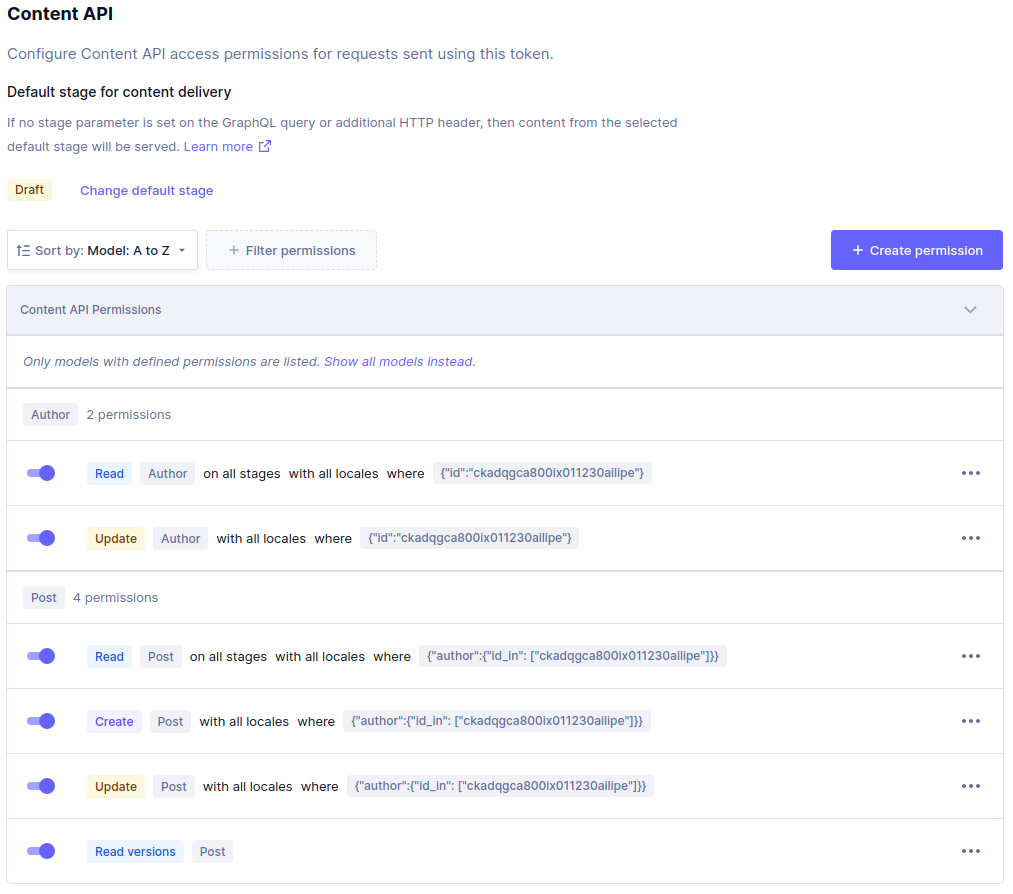 Content API
Configure Content API access permissions for requests sent using this token.
Default stage for content delivery
If no stage parameter is set on the GraphQL query or additional HTTP header, then content from the selected
default stage will be served. Learn more
Draft Change default stage
Sort by: Model: A to Z + Filter permissions + Create permission
Content API Permissions
Only models with defined permissions are listed. Show all models instead.
Author 2 permissions
Read Author on all stages with all locales where {"id":"ckadqgca800ix011230ailipe"}
Update Author with all locales where {"id":"ckadqgca800ix011230ailipe"}
Post 4 permissions
Read Post on all stages with all locales where {"author":{"id_in": ["ckadqgca800ix011230ailipe"]}}
Create Post with all locales where {"author":{"id_in": ["ckadqgca800ix011230ailipe"]}}
Update Post with all locales where {"author":{"id_in": ["ckadqgca800ix011230ailipe"]}}
Read versions Post